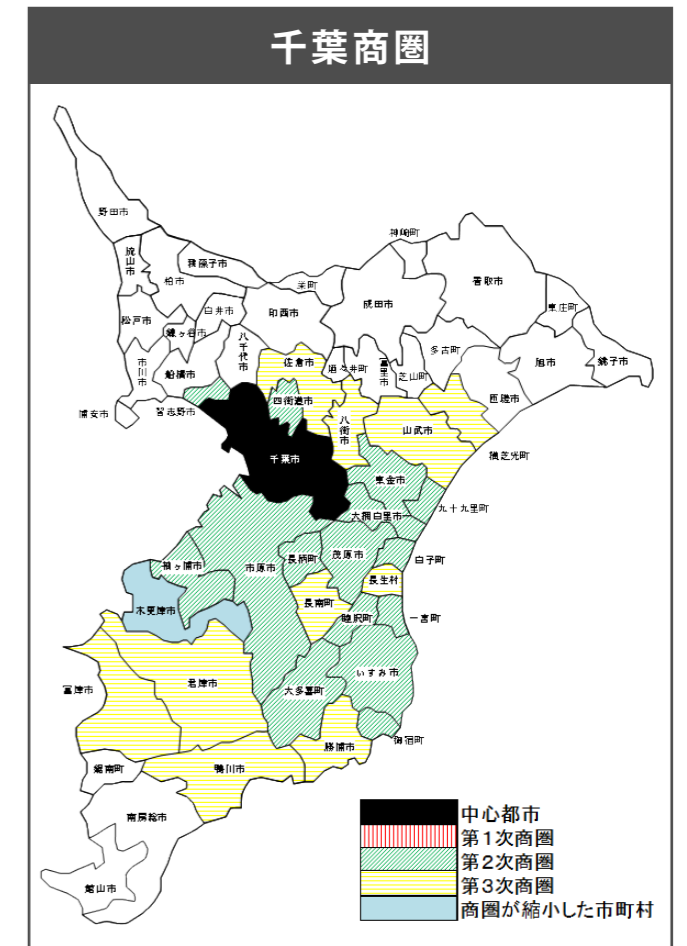 千葉商圏
野田市
流山市
柏市
我孫子市
神崎町
香取市
栄町
成田市
東庄町
松戸市
白井市
印西市
鎌ヶ谷市
八千代市
多古町
旭市
銚子市
市川市
船橋市
佐倉市
酒々井町
富里市
芝山町
匝瑳市
浦安市
習志野市
四街道市
八街市
山武市
横芝光町
千葉市
東金市
九十九里町
大網白里市
袖ヶ浦市
市原市
長柄町
茂原市
白子町
長生村
木更津市
長南町
睦沢町
一宮町
富津市
君津市
大多喜町
いすみ市
御宿町
勝浦市
鋸南町
鴨川市
南房総市
館山市
中心都市
第1次商圏
第2次商圏
第3次商圏
商圏が縮小した市町村